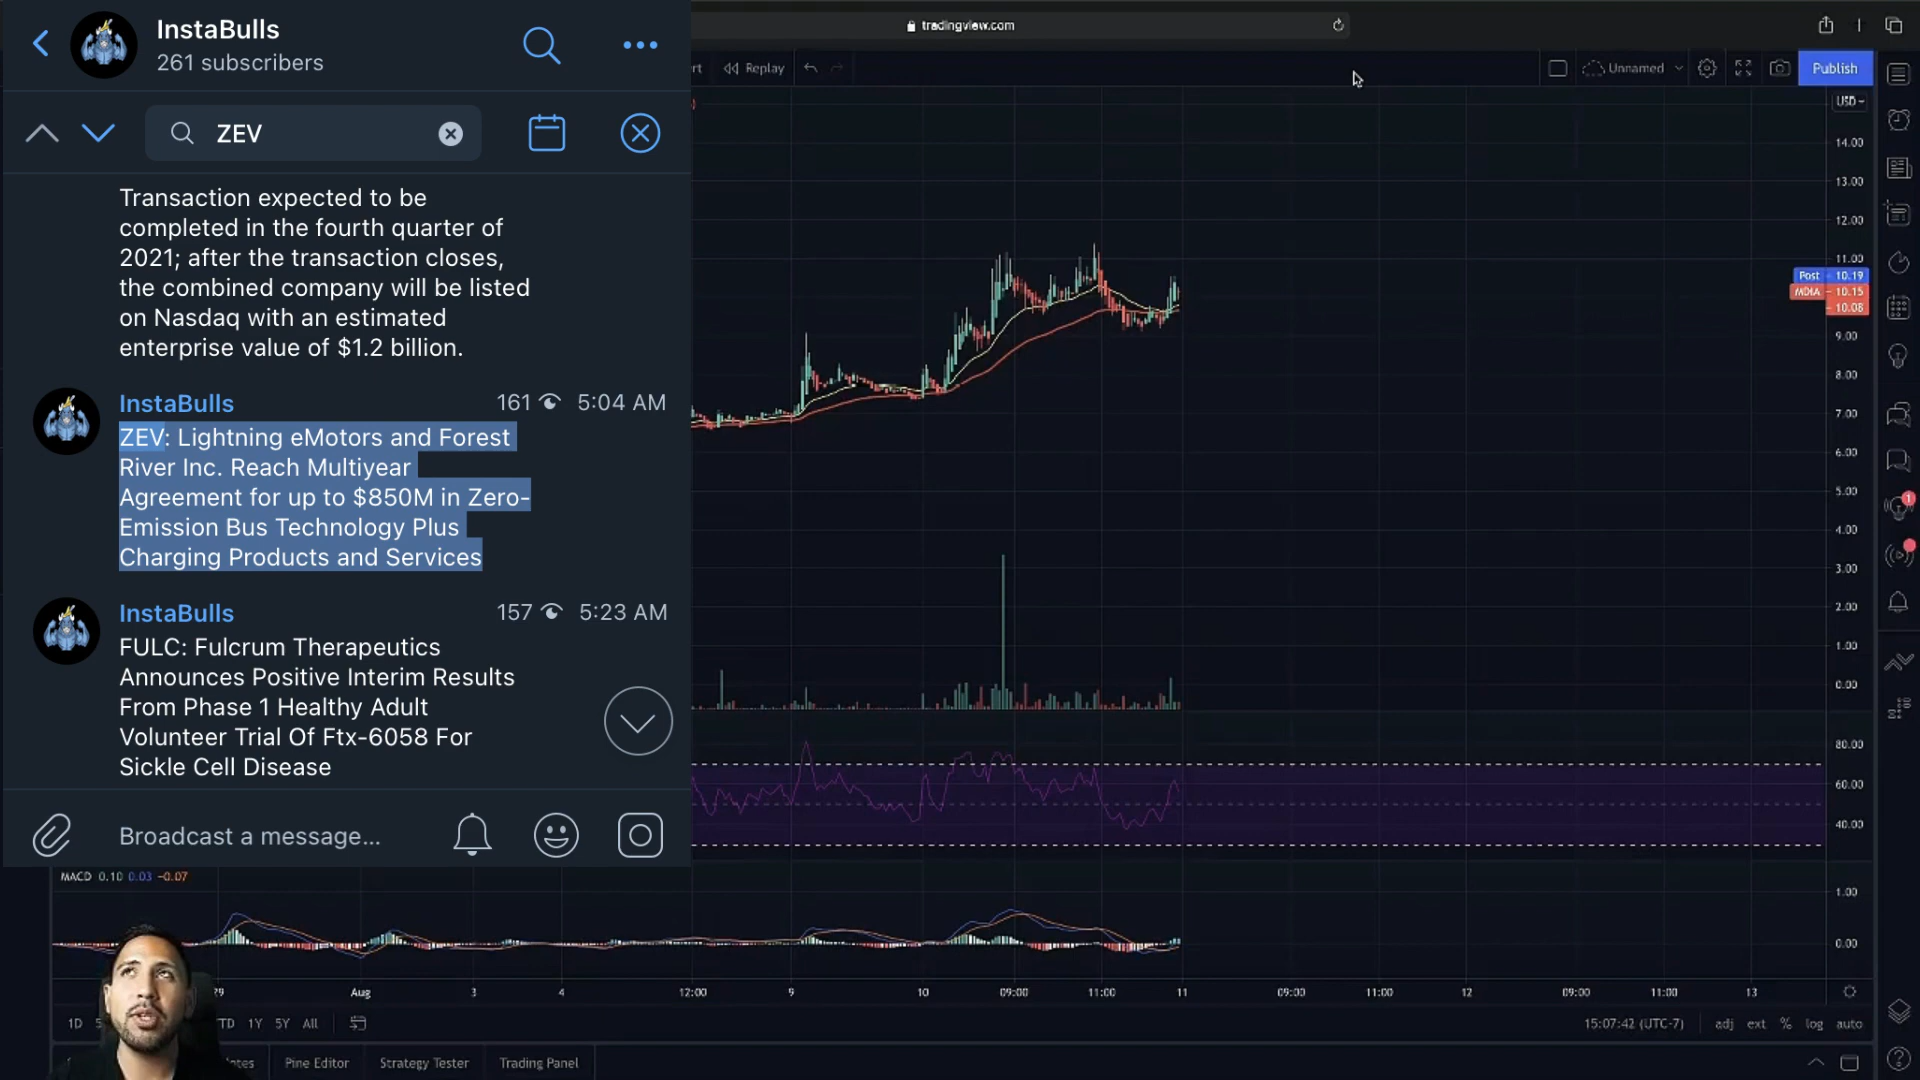 InstaBulls
261 subscribers
ZEV
Transaction expected to be
completed in the fourth quarter of
2021; after the transaction closes,
the combined company will be listed
on Nasdaq with an estimated
enterprise value of $1.2 billion.
InstaBulls 161 5:04 AM
ZEV: Lightning eMotors and Forest
River Inc. Reach Multiyear
Agreement for up to $850M in Zero-
Emission Bus Technology Plus
Charging Products and Services
InstaBulls 157 5:23 AM
FULC: Fulcrum Therapeutics
Announces Positive Interim Results
From Phase 1 Healthy Adult
Volunteer Trial Of Ftx-6058 For
Sickle Cell Disease
Broadcast a message...
tradingview.com
rt Replay Unnamed Publish
USD
14.00
13.00
12.00
11.00
Post 10.19
MDIA 10.15
10.08
9.00
8.00
7.00
6.00
5.00
4.00
3.00
2.00
1.00
0.00
80.00
60.00
40.00
MACD 0.10 0.03 -0.07
1.00
0.00
29 Aug 3 4 12:00 9 10 09:00 11:00 11 09:00 11:00 12 09:00 11:00 13
1D 5 TD 1Y 5Y All 15:07:42 (UTC-7) adj ext % log auto
otes Pine Editor Strategy Tester Trading Panel
1